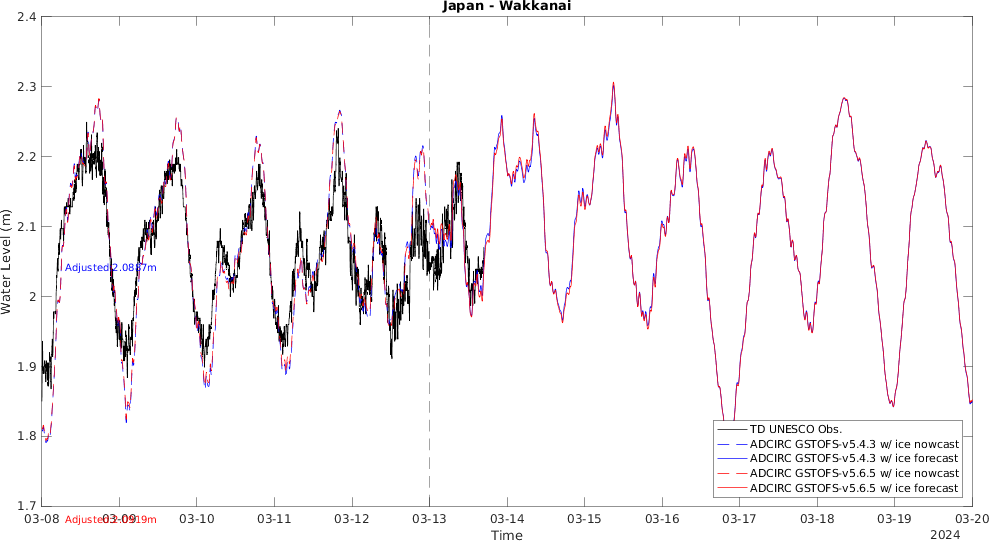 Japan - Wakkanai
Water Level (m)
2.4
2.3
2.2
2.1
2
1.9
1.8
1.7
Adjusted 2.0887m
Adjusted 2.0919m
TD UNESCO Obs.
ADCIRC GSTOFS-v5.4.3 w/ ice nowcast
ADCIRC GSTOFS-v5.4.3 w/ ice forecast
ADCIRC GSTOFS-v5.6.5 w/ ice nowcast
ADCIRC GSTOFS-v5.6.5 w/ ice forecast
03-08 03-09 03-10 03-11 03-12 03-13 03-14 03-15 03-16 03-17 03-18 03-19 03-20
Time
2024